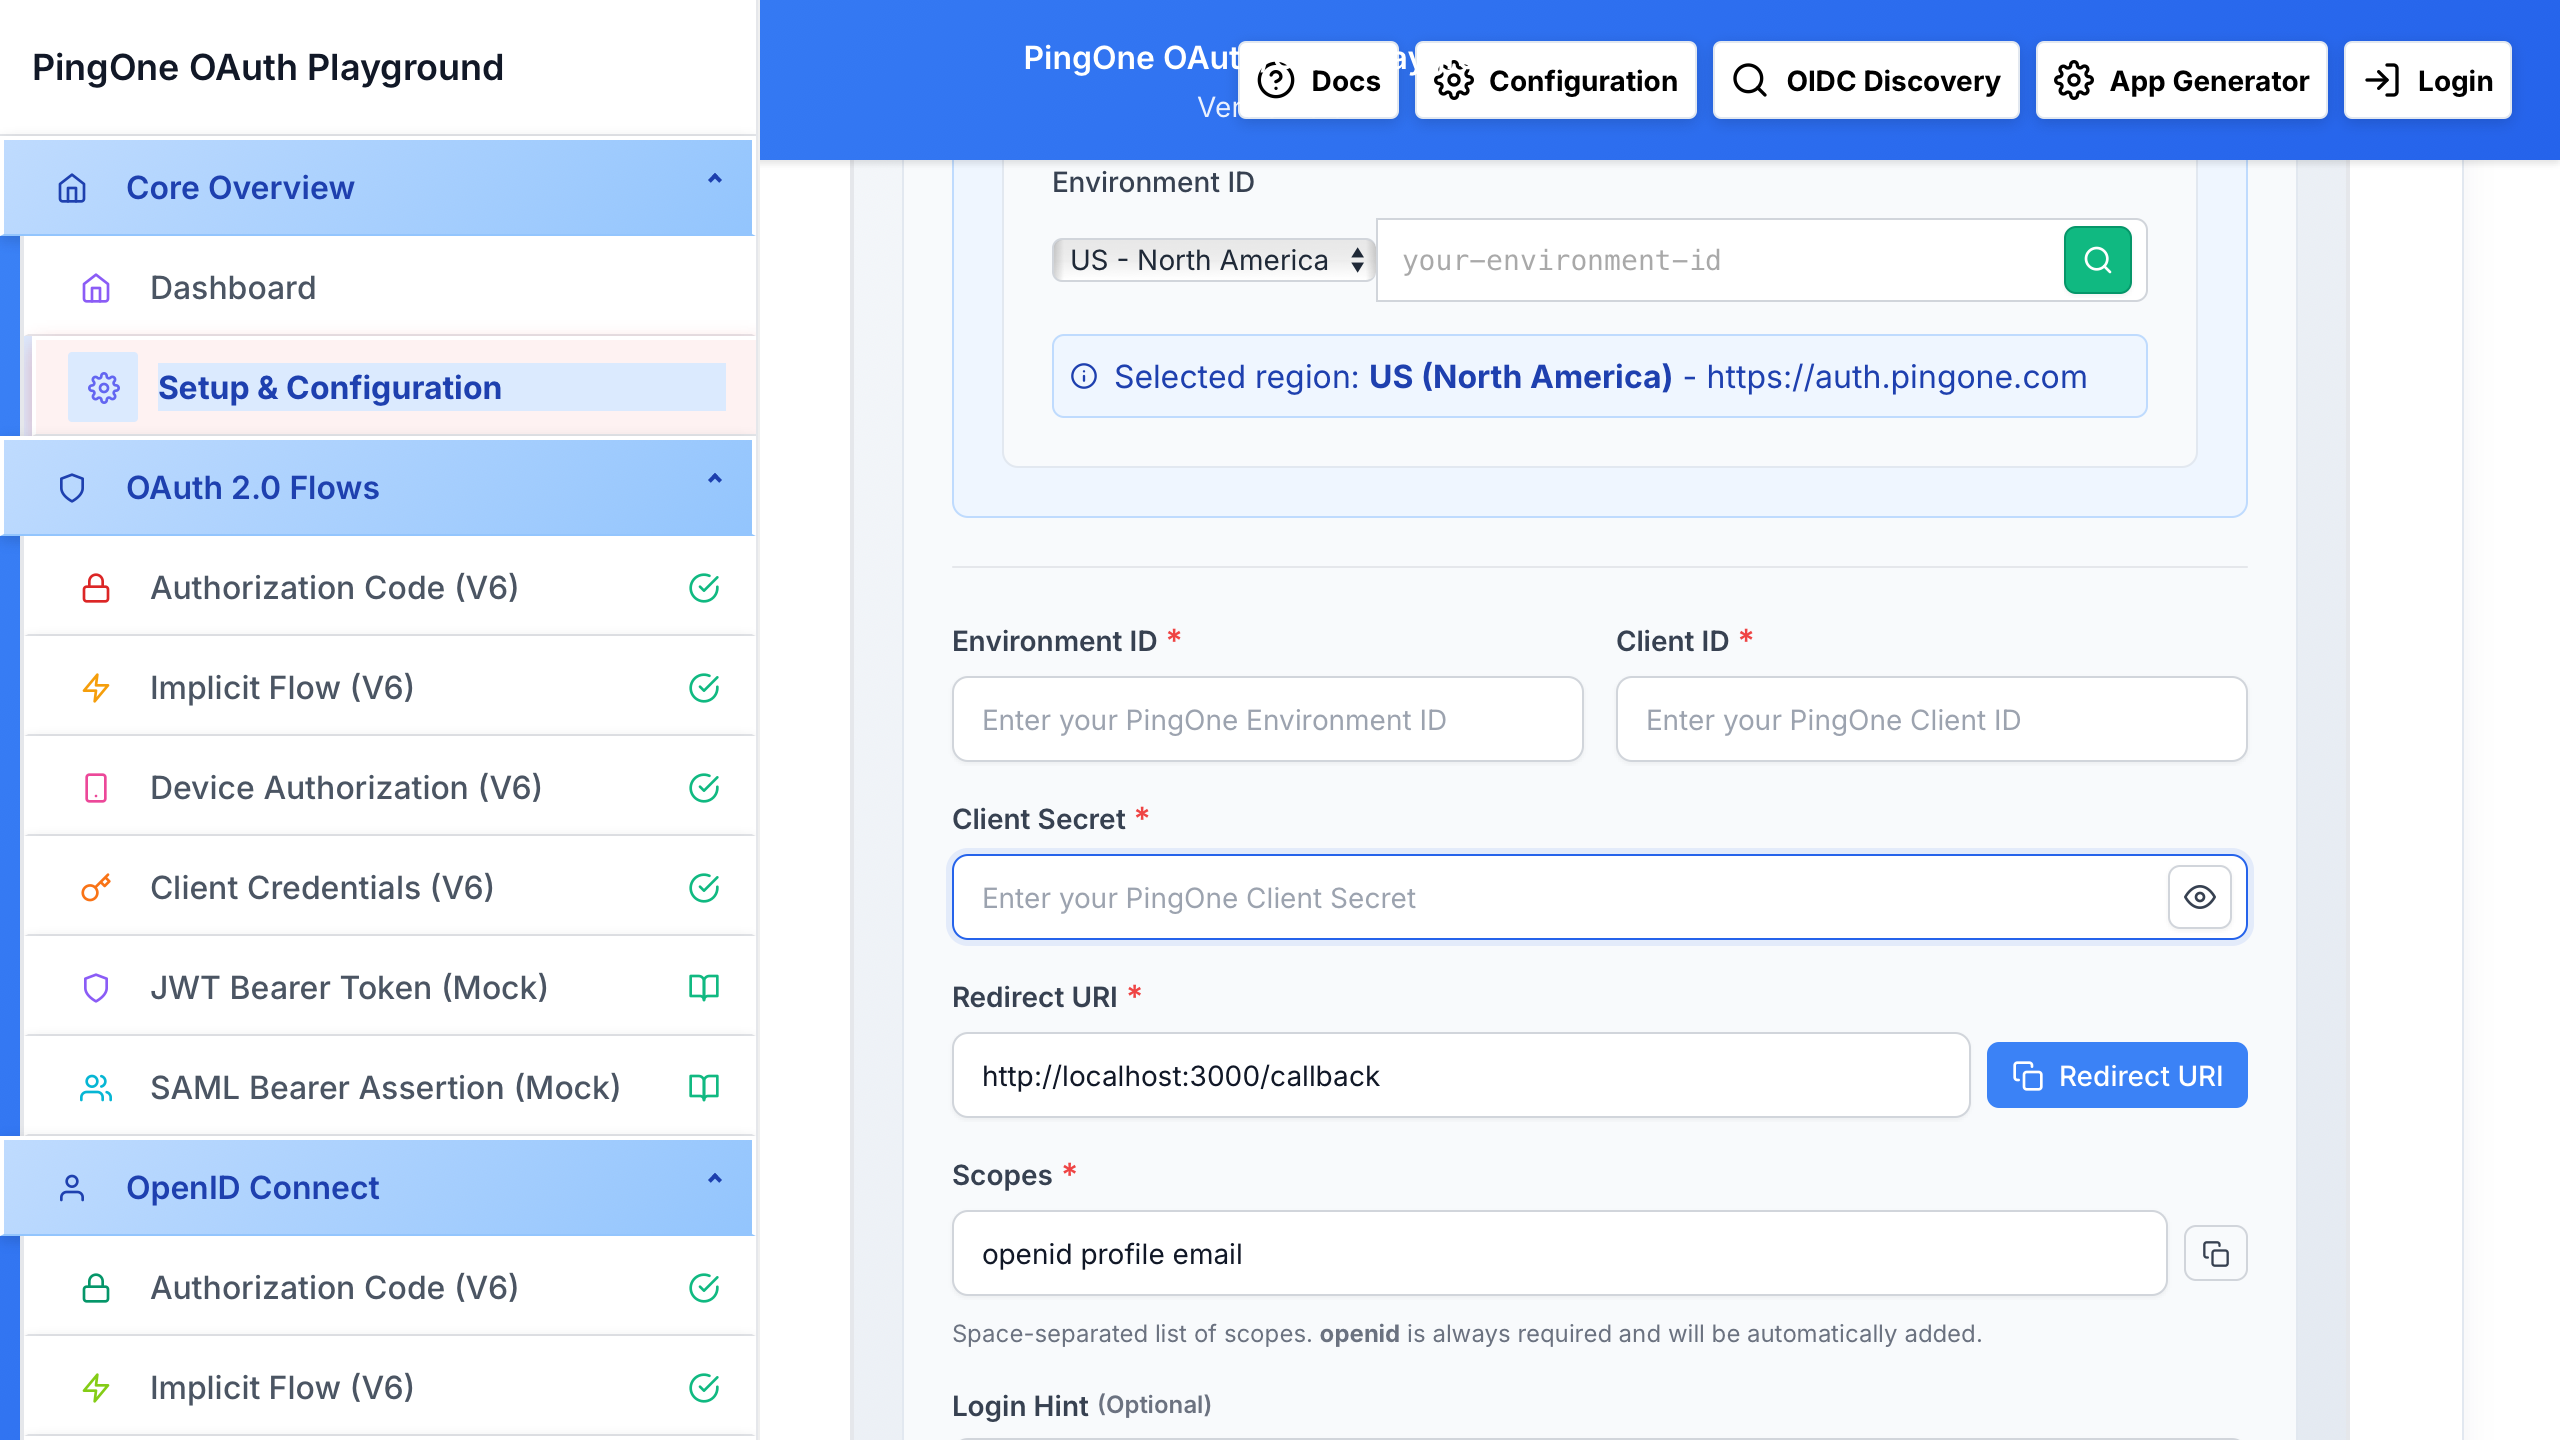 PingOne OAuth Playground
Core Overview
Dashboard
Setup & Configuration
OAuth 2.0 Flows
Authorization Code (V6)
Implicit Flow (V6)
Device Authorization (V6)
Client Credentials (V6)
JWT Bearer Token (Mock)
SAML Bearer Assertion (Mock)
OpenID Connect
Authorization Code (V6)
Implicit Flow (V6)
PingOne OAut
Docs
Configuration
OIDC Discovery
App Generator
Login
Environment ID
US - North America
your-environment-id
Selected region: US (North America) - https://auth.pingone.com
Environment ID *
Client ID *
Enter your PingOne Environment ID
Enter your PingOne Client ID
Client Secret *
Enter your PingOne Client Secret
Redirect URI *
http://localhost:3000/callback
Redirect URI
Scopes *
openid profile email
Space-separated list of scopes. openid is always required and will be automatically added.
Login Hint (Optional)